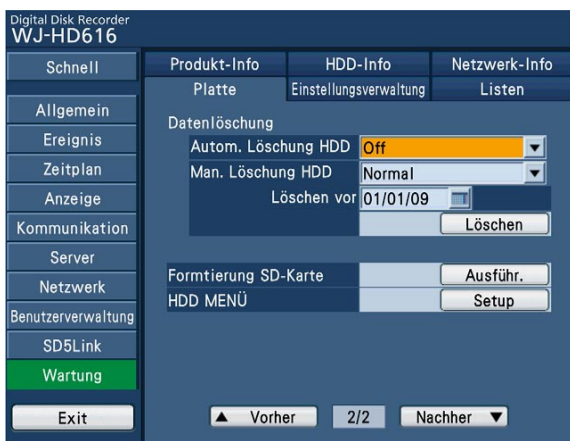 Digital Disk Recorder
WJ-HD616
Schnell
Allgemein
Ereignis
Zeitplan
Anzeige
Kommunikation
Server
Netzwerk
Benutzerverwaltung
SD5Link
Wartung
Exit
Produkt-Info HDD-Info Netzwerk-Info
Platte Einstellungsverwaltung Listen
Datenlöschung
Autom. Löschung HDD Off
Man. Löschung HDD Normal
Löschen vor 01/01/09
Löschen
Formtierung SD-Karte Ausführ.
HDD MENÜ Setup
▲ Vorher 2/2 Nachher ▼